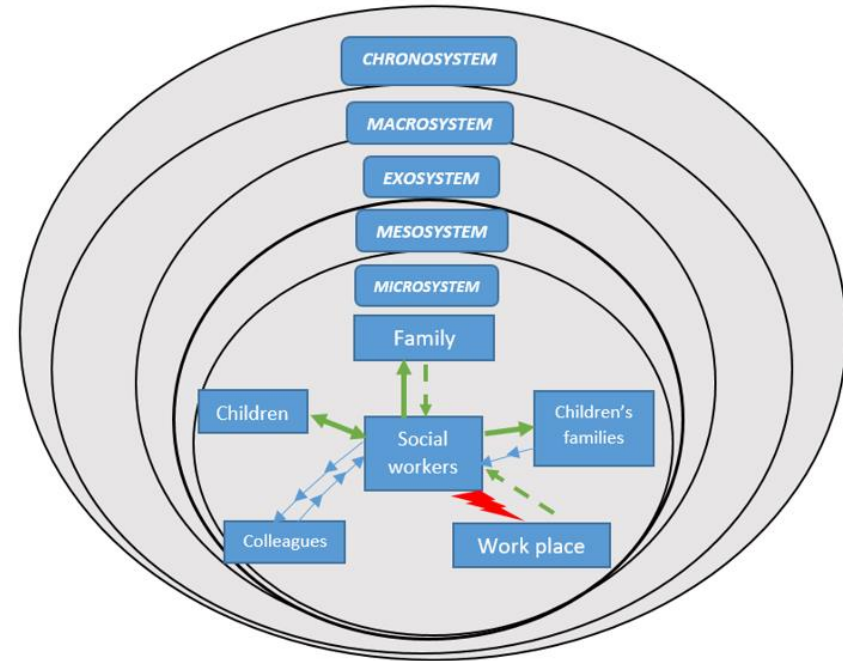 CHRONOSYSTEM
MACROSYSTEM
EXOSYSTEM
MESOSYSTEM
MICROSYSTEM
Family
Children
Children's
families
Social
workers
Colleagues
Work place